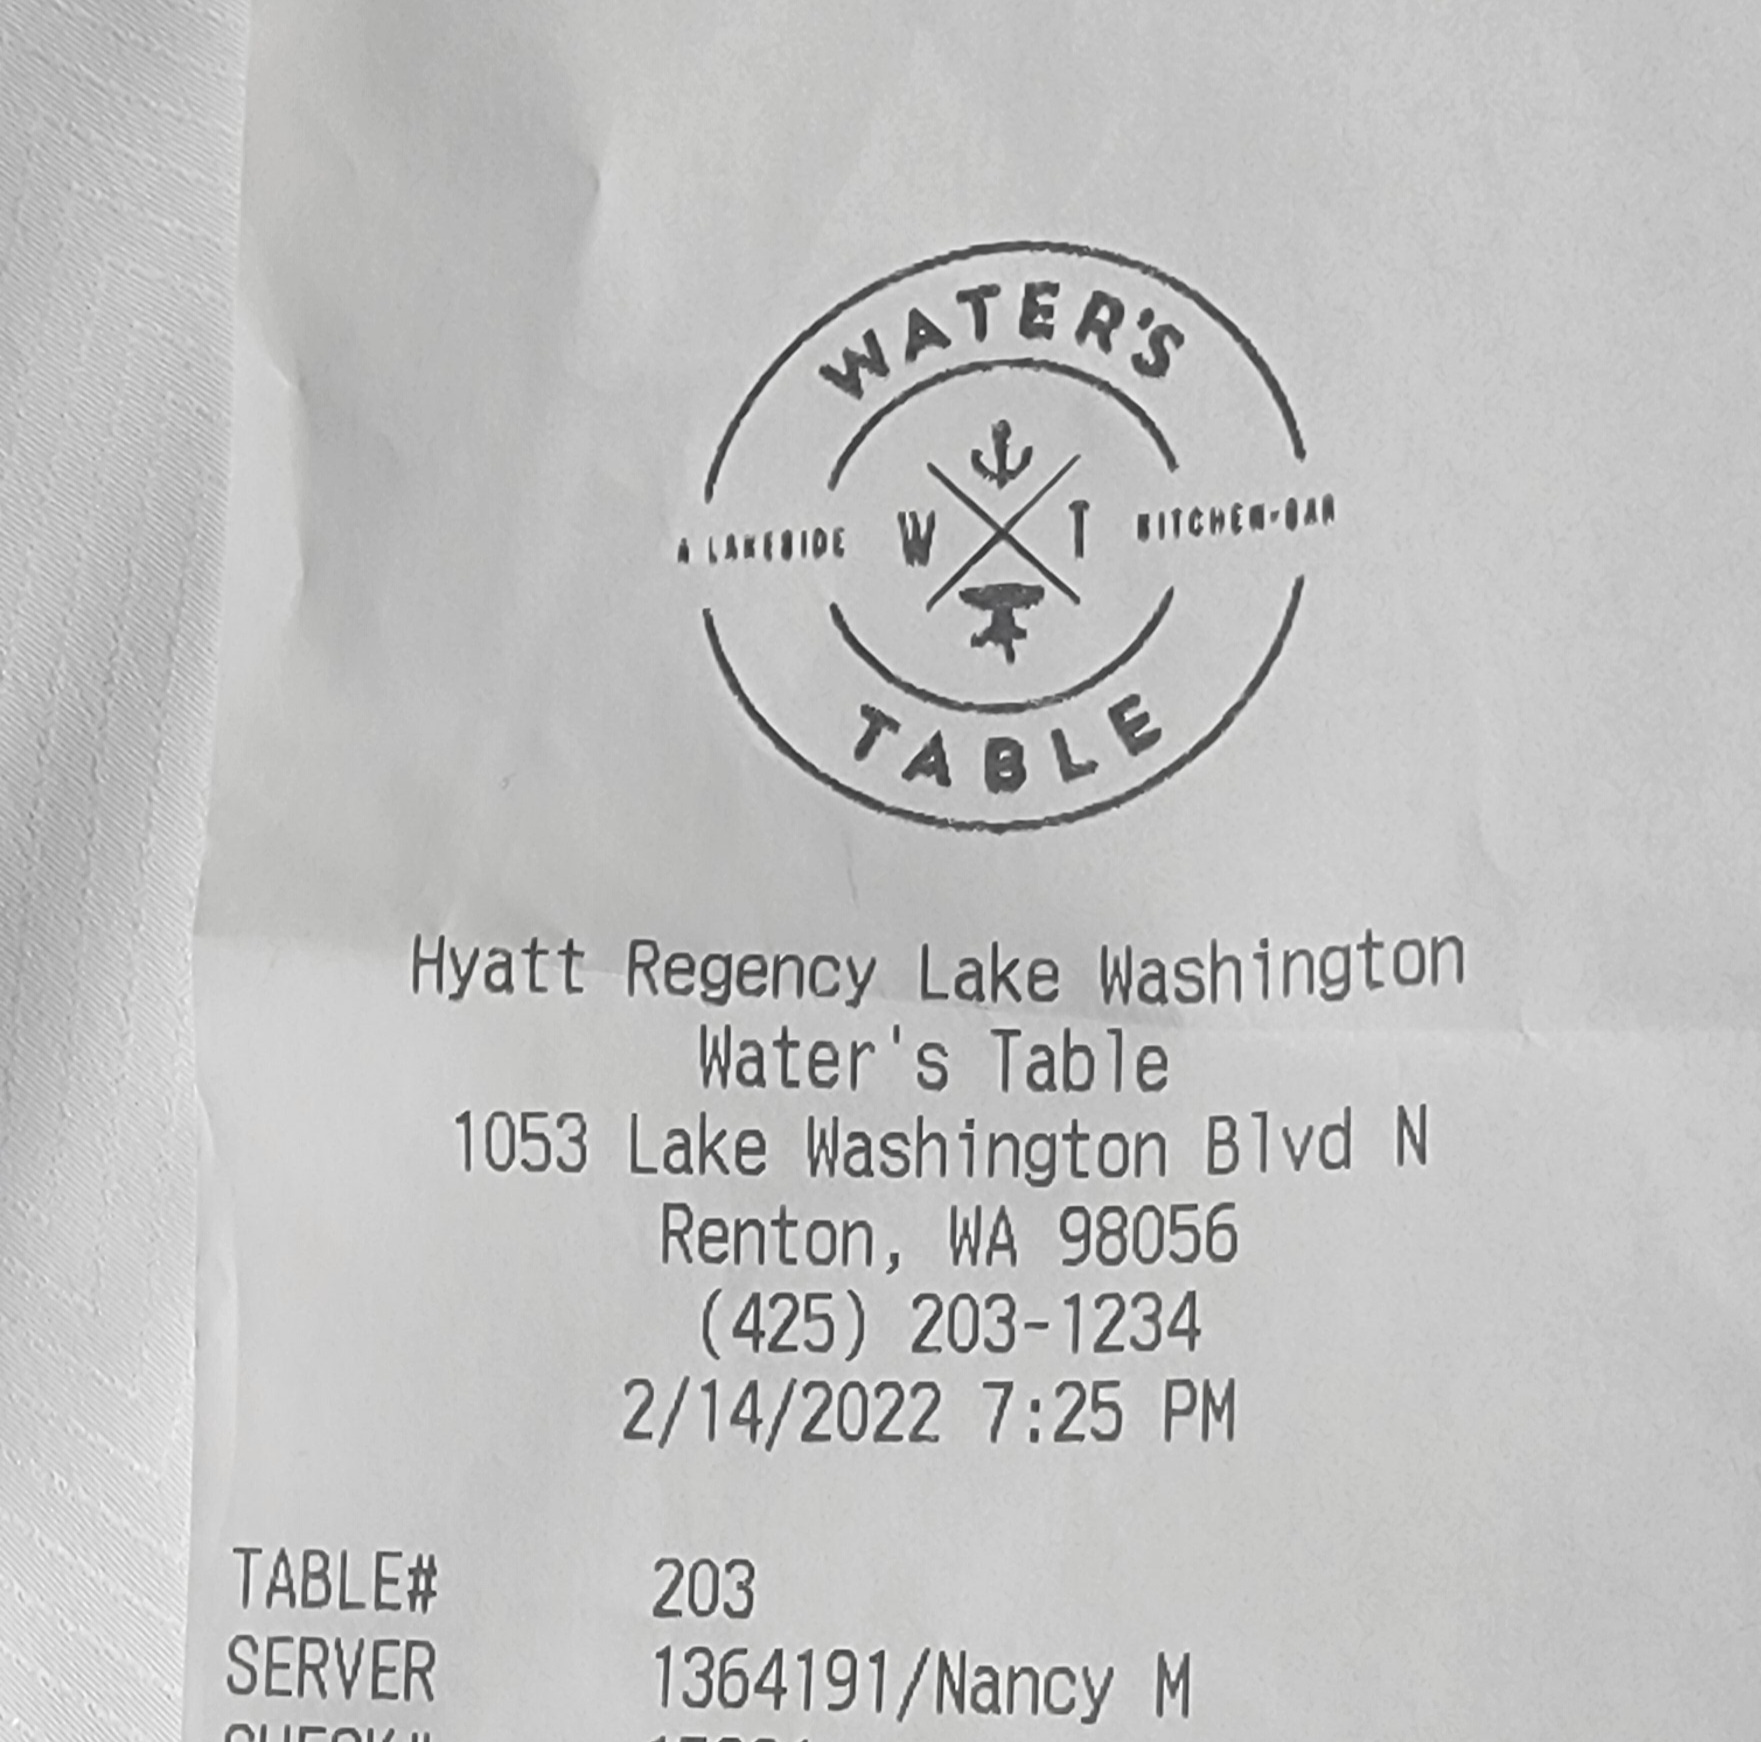 WATER'S
A LAKESIDE W T KITCHEN+BAR
TABLE
Hyatt Regency Lake Washington
Water's Table
1053 Lake Washington Blvd N
Renton, WA 98056
(425) 203-1234
2/14/2022 7:25 PM
TABLE# 203
SERVER 1364191/Nancy M
CHECK#